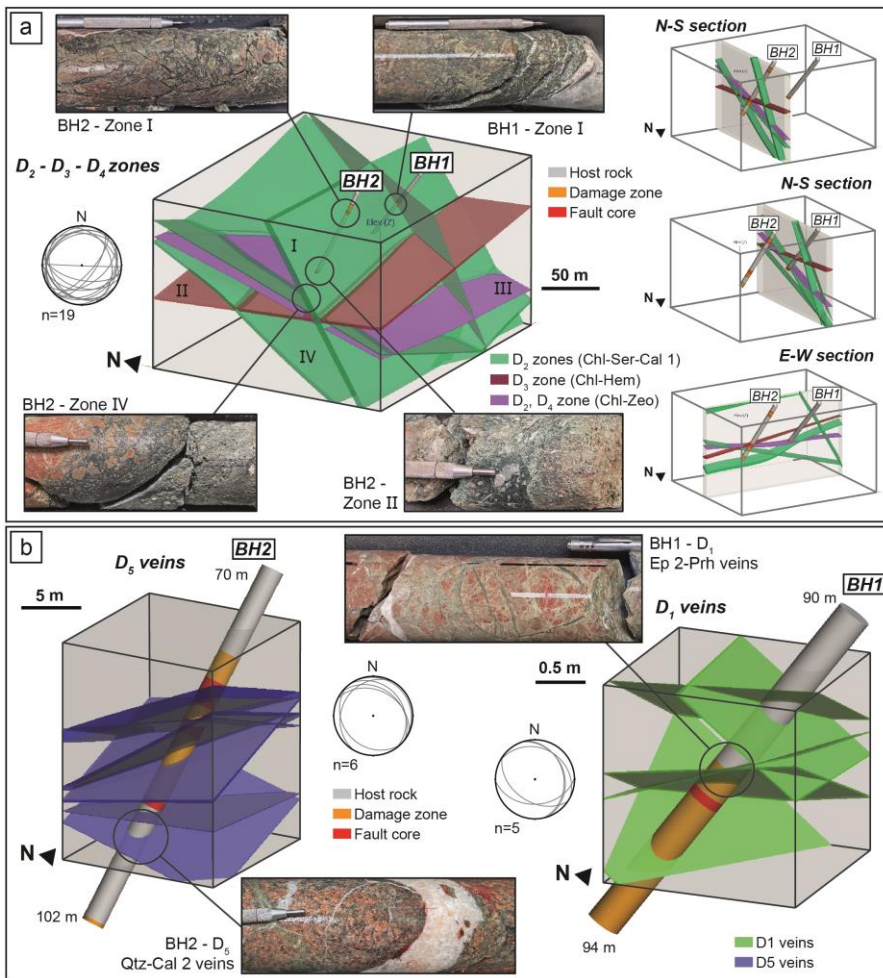 a
BH2 - Zone I
BH1 - Zone I
N-S section
BH2
BH1
Elev (Z)
N
D2 - D3 - D4 zones
N
n=19
BH2
BH1
Elev (Z)
I
II
III
IV
N
Host rock
Damage zone
Fault core
50 m
D2 zones (Chl-Ser-Cal 1)
D3 zone (Chl-Hem)
D2, D4 zone (Chl-Zeo)
N-S section
BH2
BH1
N
E-W section
BH2
BH1
N
BH2 - Zone IV
BH2 -
Zone II
b
D5 veins
BH2
70 m
5 m
N
102 m
N
n=6
Host rock
Damage zone
Fault core
BH2 - D5
Qtz-Cal 2 veins
BH1 - D1
Ep 2-Prh veins
D1 veins
BH1
90 m
0.5 m
N
n=5
N
94 m
D1 veins
D5 veins